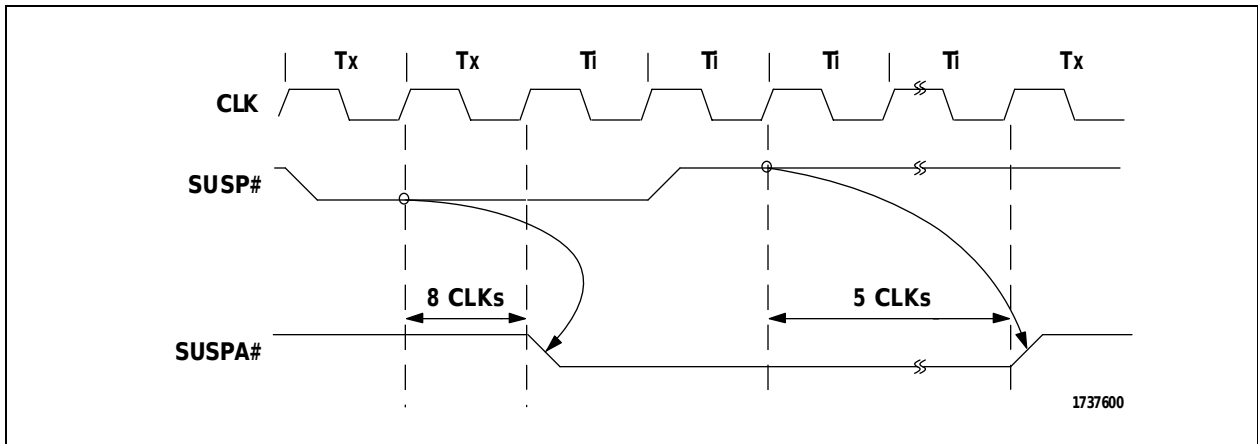 Tx Tx Ti Ti Ti Ti Tx
CLK
SUSP#
8 CLKs 5 CLKs
SUSPA#
1737600